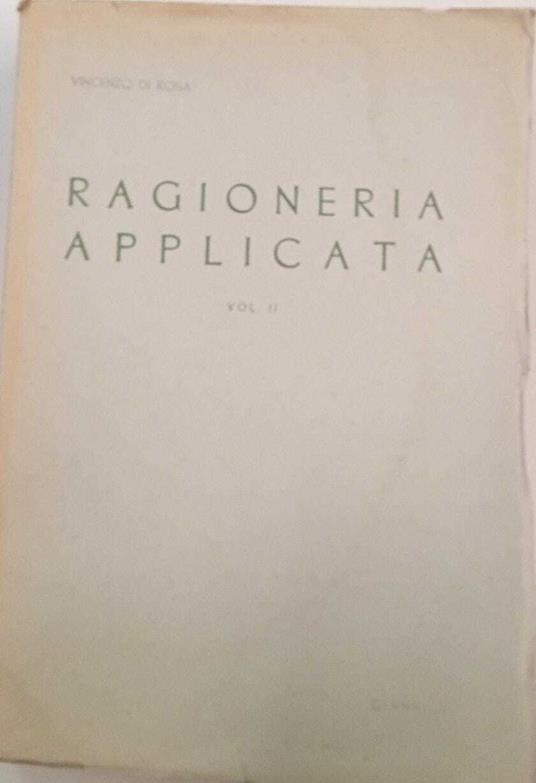 VINCENZO DI ROSA
RAGIONERIA
APPLICATA
VOL. II